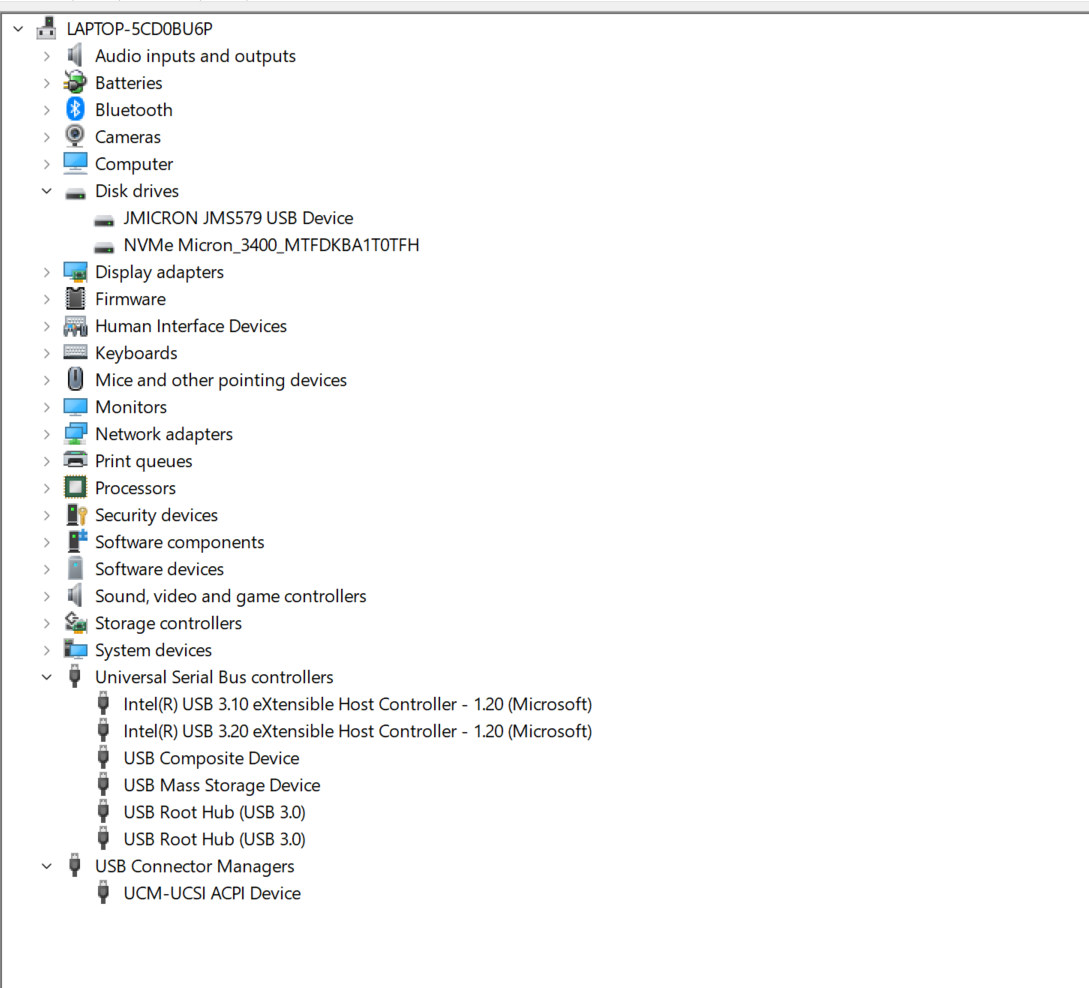 LAPTOP-5CD0BU6P
Audio inputs and outputs
Batteries
Bluetooth
Cameras
Computer
Disk drives
JMICRON JMS579 USB Device
NVMe Micron_3400_MTFDKBA1T0TFH
Display adapters
Firmware
Human Interface Devices
Keyboards
Mice and other pointing devices
Monitors
Network adapters
Print queues
Processors
Security devices
Software components
Software devices
Sound, video and game controllers
Storage controllers
System devices
Universal Serial Bus controllers
Intel(R) USB 3.10 eXtensible Host Controller - 1.20 (Microsoft)
Intel(R) USB 3.20 eXtensible Host Controller - 1.20 (Microsoft)
USB Composite Device
USB Mass Storage Device
USB Root Hub (USB 3.0)
USB Root Hub (USB 3.0)
USB Connector Managers
UCM-UCSI ACPI Device